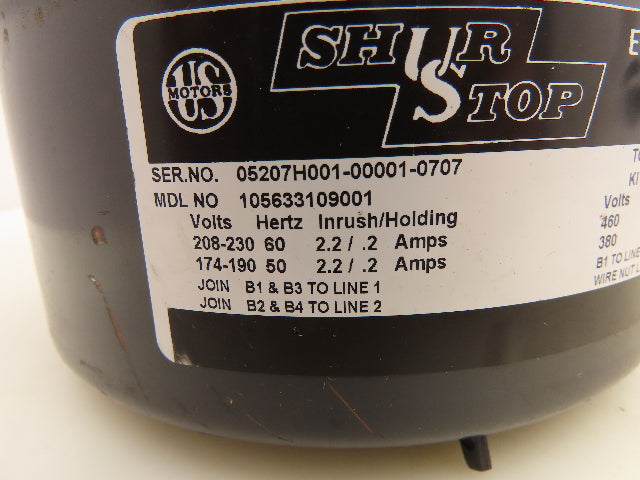 US
MOTORS
SHUR
STOP
E
SER.NO. 05207H001-00001-0707
MDL NO 105633109001
Volts Hertz Inrush/Holding
208-230 60 2.2 / .2 Amps
174-190 50 2.2 / .2 Amps
JOIN B1 & B3 TO LINE 1
JOIN B2 & B4 TO LINE 2
Volts
460
380
B1 TO LINE
WIRE NUT